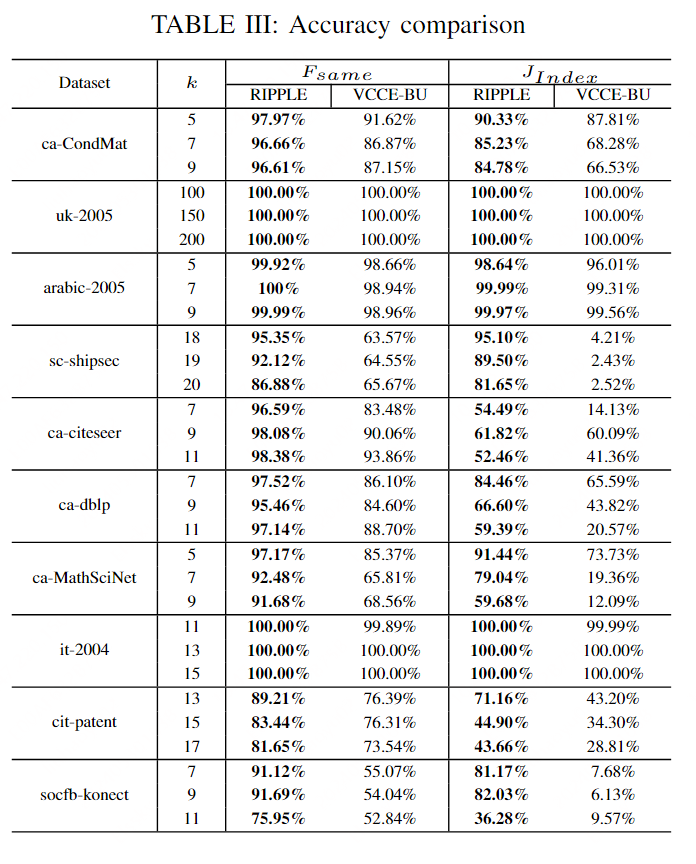 TABLE III: Accuracy comparison
Dataset k F_same J_Index
RIPPLE VCCE-BU RIPPLE VCCE-BU
5 97.97% 91.62% 90.33% 87.81%
ca-CondMat 7 96.66% 86.87% 85.23% 68.28%
9 96.61% 87.15% 84.78% 66.53%
100 100.00% 100.00% 100.00% 100.00%
uk-2005 150 100.00% 100.00% 100.00% 100.00%
200 100.00% 100.00% 100.00% 100.00%
5 99.92% 98.66% 98.64% 96.01%
arabic-2005 7 100% 98.94% 99.99% 99.31%
9 99.99% 98.96% 99.97% 99.56%
18 95.35% 63.57% 95.10% 4.21%
sc-shipsec 19 92.12% 64.55% 89.50% 2.43%
20 86.88% 65.67% 81.65% 2.52%
7 96.59% 83.48% 54.49% 14.13%
ca-citeseer 9 98.08% 90.06% 61.82% 60.09%
11 98.38% 93.86% 52.46% 41.36%
7 97.52% 86.10% 84.46% 65.59%
ca-dblp 9 95.46% 84.60% 66.60% 43.82%
11 97.14% 88.70% 59.39% 20.57%
5 97.17% 85.37% 91.44% 73.73%
ca-MathSciNet 7 92.48% 65.81% 79.04% 19.36%
9 91.68% 68.56% 59.68% 12.09%
11 100.00% 99.89% 100.00% 99.99%
it-2004 13 100.00% 100.00% 100.00% 100.00%
15 100.00% 100.00% 100.00% 100.00%
13 89.21% 76.39% 71.16% 43.20%
cit-patent 15 83.44% 76.31% 44.90% 34.30%
17 81.65% 73.54% 43.66% 28.81%
7 91.12% 55.07% 81.17% 7.68%
socfb-konect 9 91.69% 54.04% 82.03% 6.13%
11 75.95% 52.84% 36.28% 9.57%